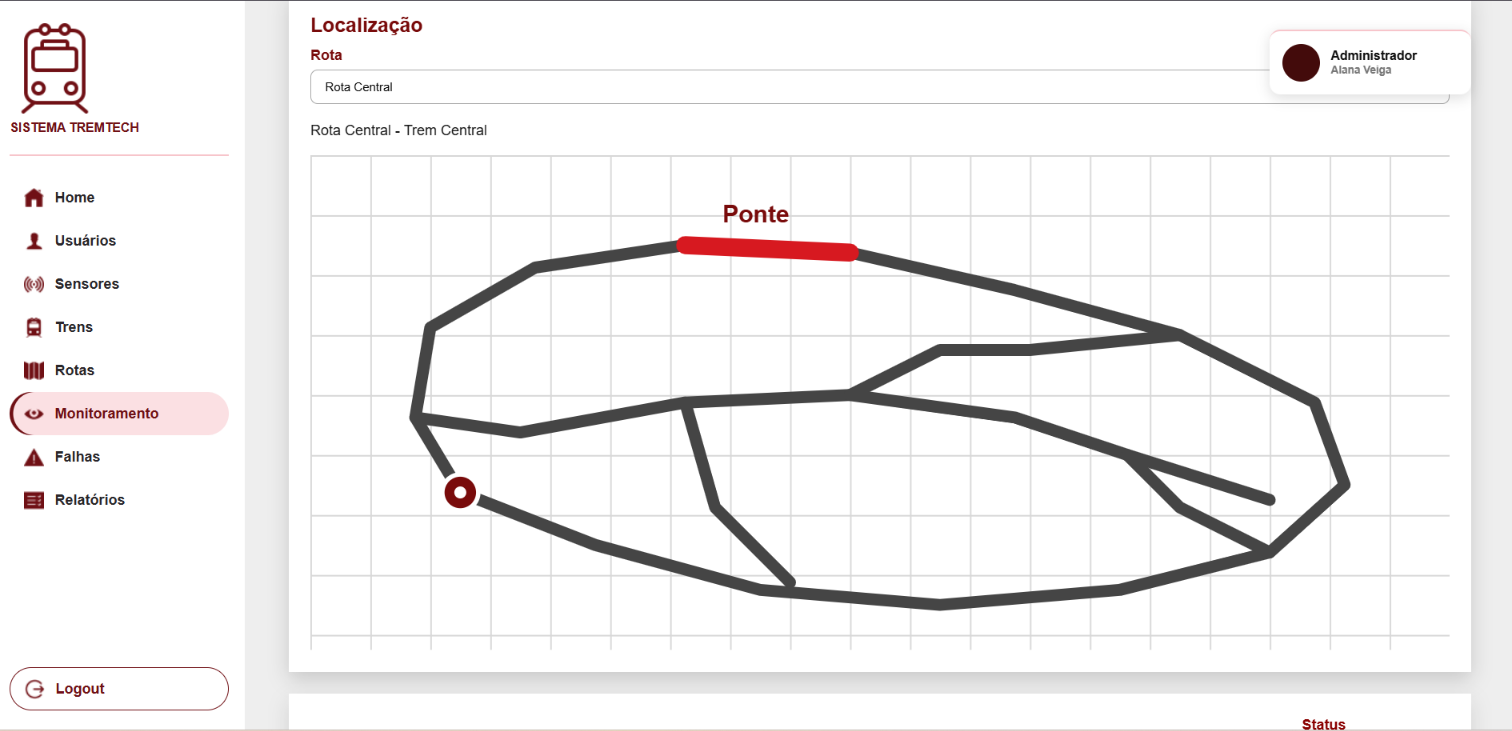 SISTEMA TREMTECH
Home
Usuários
Sensores
Trens
Rotas
Monitoramento
Falhas
Relatórios
Logout
Localização
Rota
Rota Central
Administrador
Alana Veiga
Rota Central - Trem Central
Ponte
Status